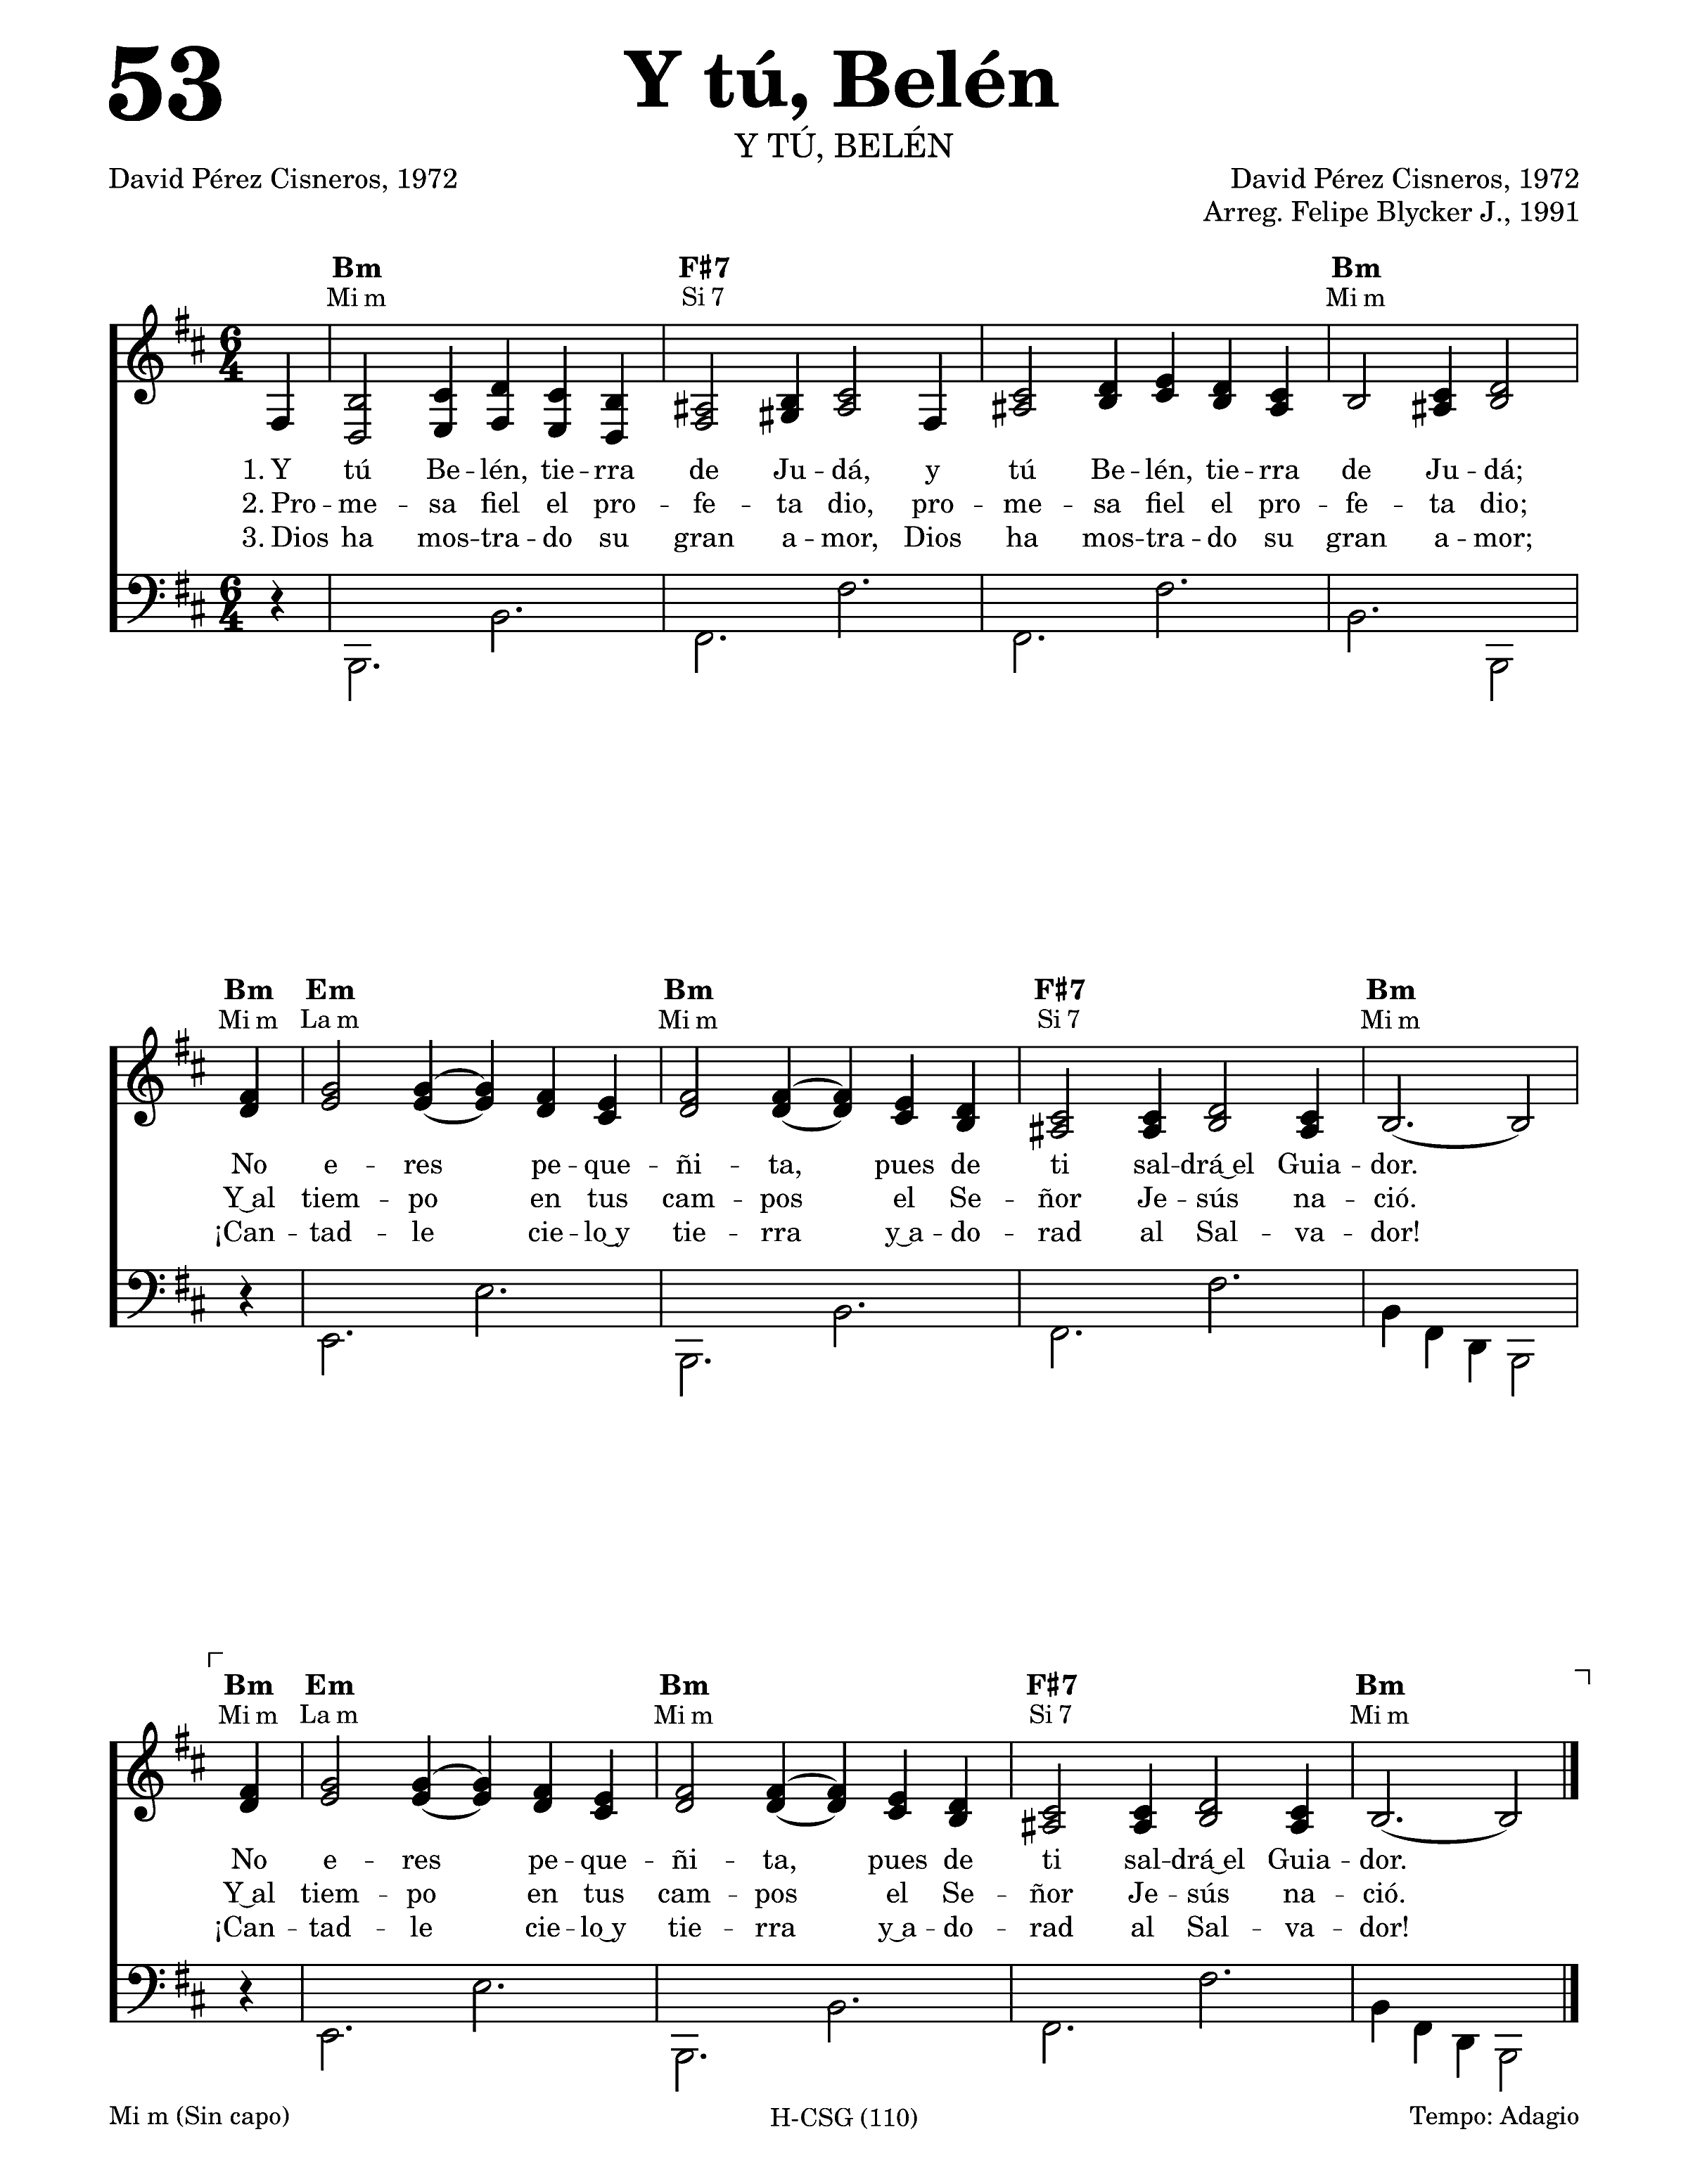 53
Y tú, Belén
Y TÚ, BELÉN
David Pérez Cisneros, 1972
David Pérez Cisneros, 1972
Arreg. Felipe Blycker J., 1991
Bm F♯7 Bm
Mi m Si 7 Mi m
6/4
1. Y tú Be – lén, tie – rra de Ju – dá, y tú Be – lén, tie – rra de Ju – dá;
2. Pro – me – sa fiel el pro – fe – ta dio, pro – me – sa fiel el pro – fe – ta dio;
3. Dios ha mos – tra – do su gran a – mor, Dios ha mos – tra – do su gran a – mor;
6/4
Bm Em Bm F♯7 Bm
Mi m La m Mi m Si 7 Mi m
No e – res pe – que – ñi – ta, pues de ti sal – drá‿el Guia – dor.
Y‿al tiem – po en tus cam – pos el Se – ñor Je – sús na – ció.
¡Can – tad – le cie – lo‿y tie – rra y‿a – do – rad al Sal – va – dor!
Bm Em Bm F♯7 Bm
Mi m La m Mi m Si 7 Mi m
No e – res pe – que – ñi – ta, pues de ti sal – drá‿el Guia – dor.
Y‿al tiem – po en tus cam – pos el Se – ñor Je – sús na – ció.
¡Can – tad – le cie – lo‿y tie – rra y‿a – do – rad al Sal – va – dor!
Mi m (Sin capo)
H-CSG (110)
Tempo: Adagio